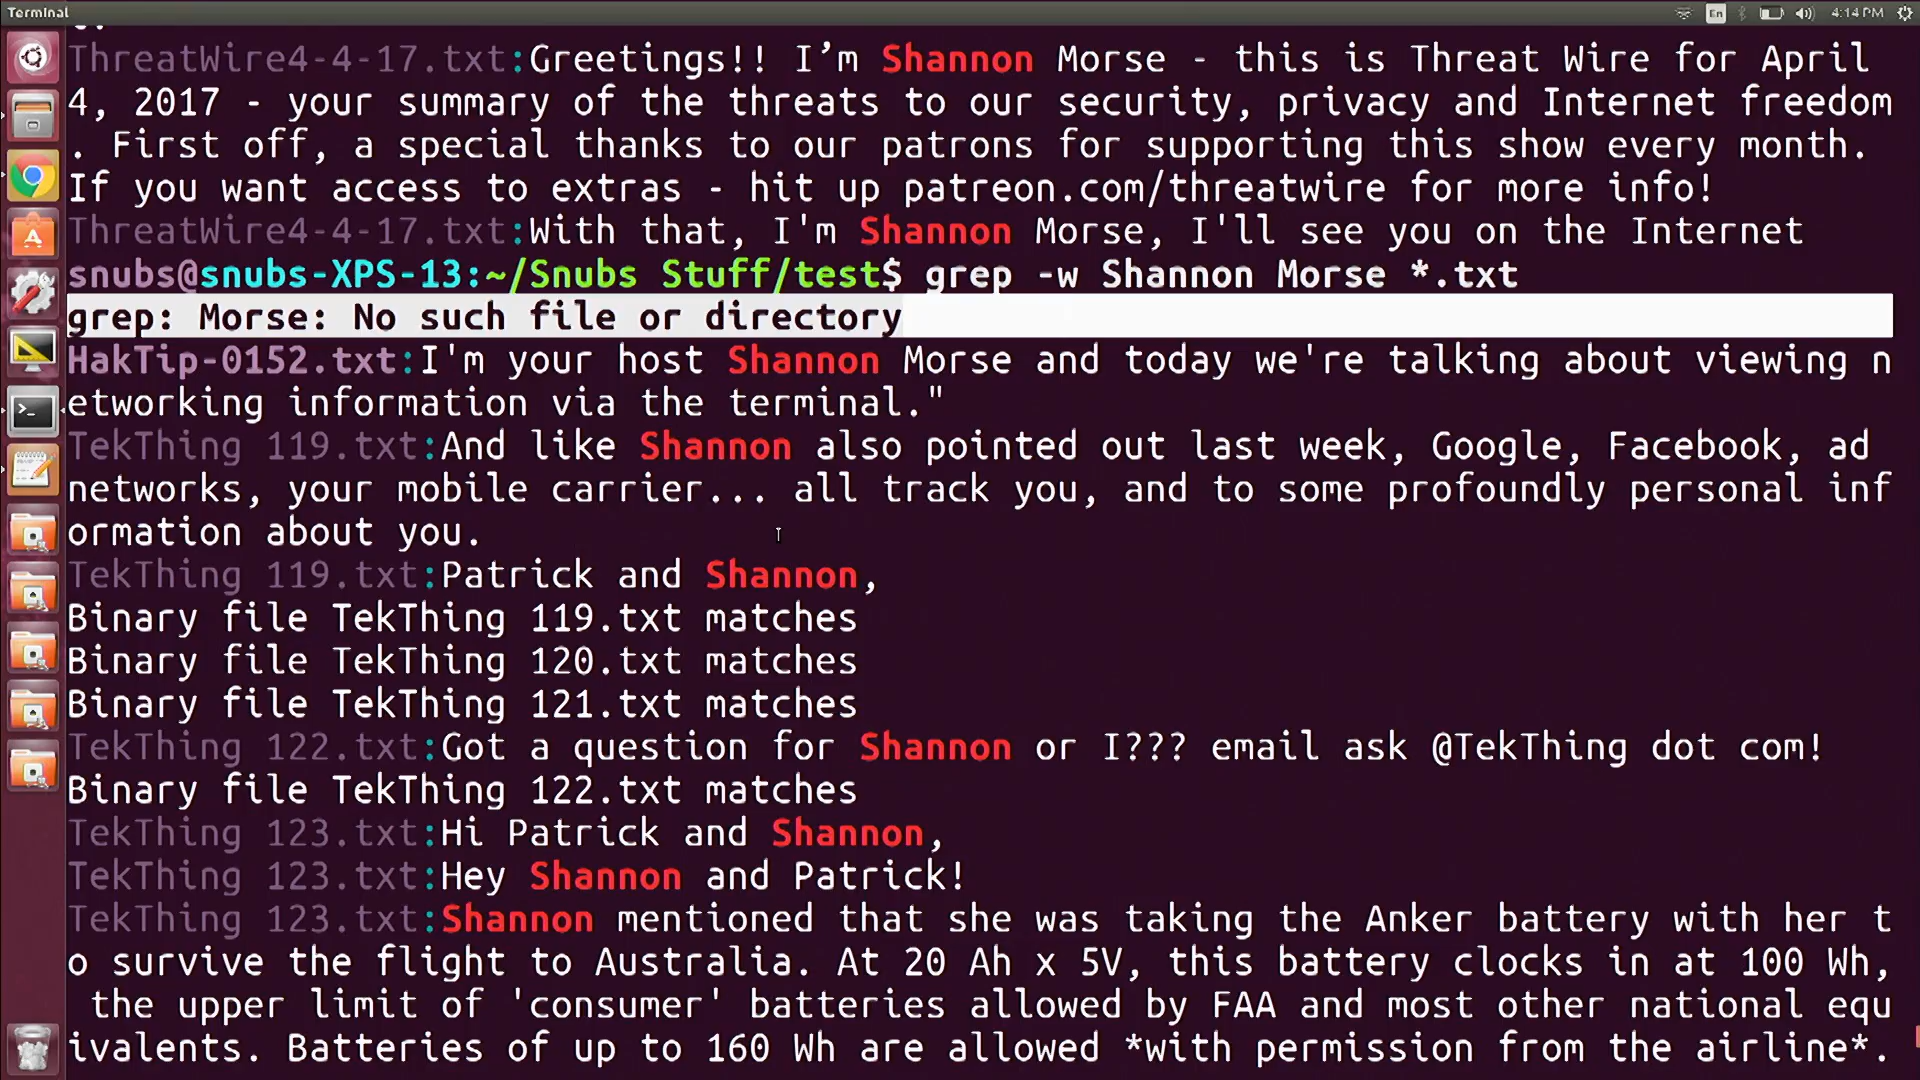 Terminal
En
4:14 PM
ThreatWire4-4-17.txt:Greetings!! I’m Shannon Morse - this is Threat Wire for April
4, 2017 - your summary of the threats to our security, privacy and Internet freedom
. First off, a special thanks to our patrons for supporting this show every month.
If you want access to extras - hit up patreon.com/threatwire for more info!
ThreatWire4-4-17.txt:With that, I'm Shannon Morse, I'll see you on the Internet
snubs@snubs-XPS-13:~/Snubs Stuff/test$ grep -w Shannon Morse *.txt
grep: Morse: No such file or directory
HakTip-0152.txt:I'm your host Shannon Morse and today we're talking about viewing n
etworking information via the terminal."
TekThing 119.txt:And like Shannon also pointed out last week, Google, Facebook, ad
networks, your mobile carrier... all track you, and to some profoundly personal inf
ormation about you.
TekThing 119.txt:Patrick and Shannon,
Binary file TekThing 119.txt matches
Binary file TekThing 120.txt matches
Binary file TekThing 121.txt matches
TekThing 122.txt:Got a question for Shannon or I??? email ask @TekThing dot com!
Binary file TekThing 122.txt matches
TekThing 123.txt:Hi Patrick and Shannon,
TekThing 123.txt:Hey Shannon and Patrick!
TekThing 123.txt:Shannon mentioned that she was taking the Anker battery with her t
o survive the flight to Australia. At 20 Ah x 5V, this battery clocks in at 100 Wh,
 the upper limit of 'consumer' batteries allowed by FAA and most other national equ
ivalents. Batteries of up to 160 Wh are allowed *with permission from the airline*.